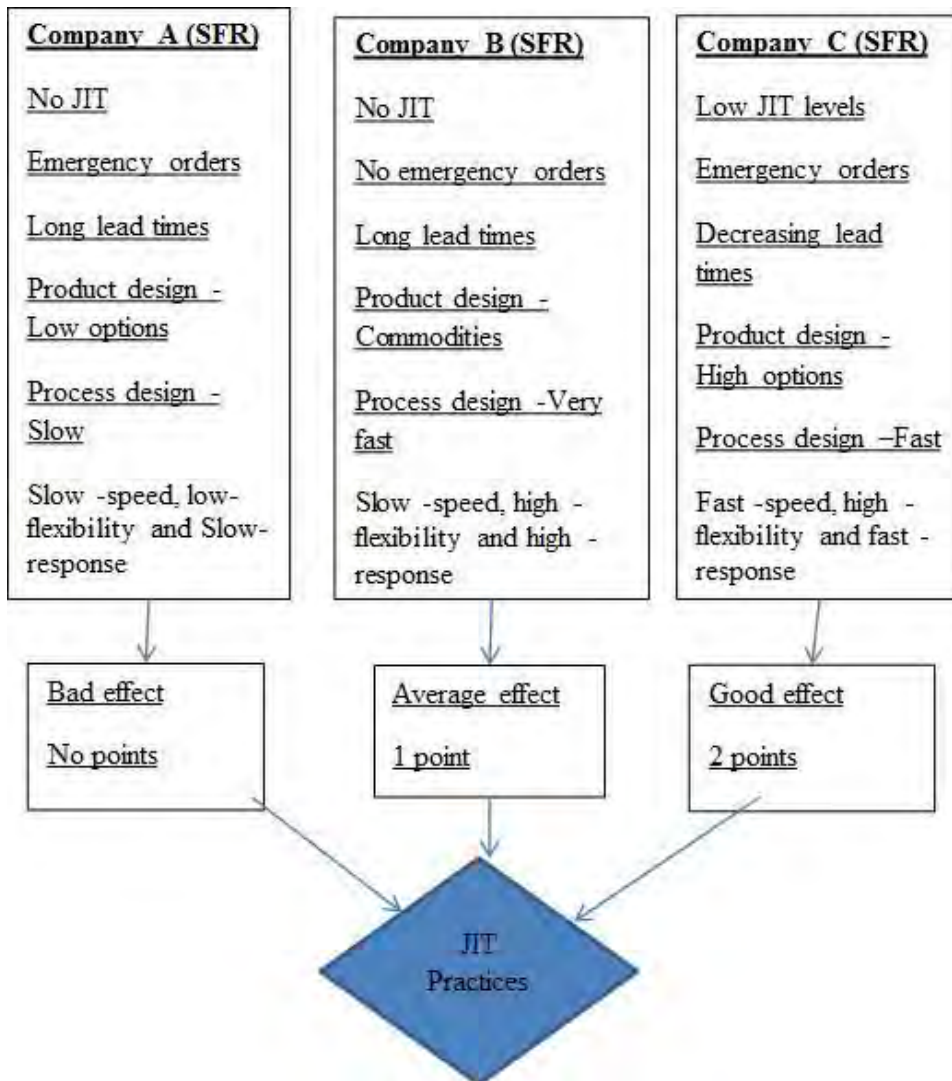 Company A (SFR)
No JIT
Emergency orders
Long lead times
Product design -
Low options
Process design -
Slow
Slow -speed, low-
flexibility and Slow-
response
Company B (SFR)
No JIT
No emergency orders
Long lead times
Product design -
Commodities
Process design -Very
fast
Slow -speed, high -
flexibility and high -
response
Company C (SFR)
Low JIT levels
Emergency orders
Decreasing lead
times
Product design -
High options
Process design –Fast
Fast -speed, high -
flexibility and fast -
response
Bad effect
No points
Average effect
1 point
Good effect
2 points
JIT
Practices